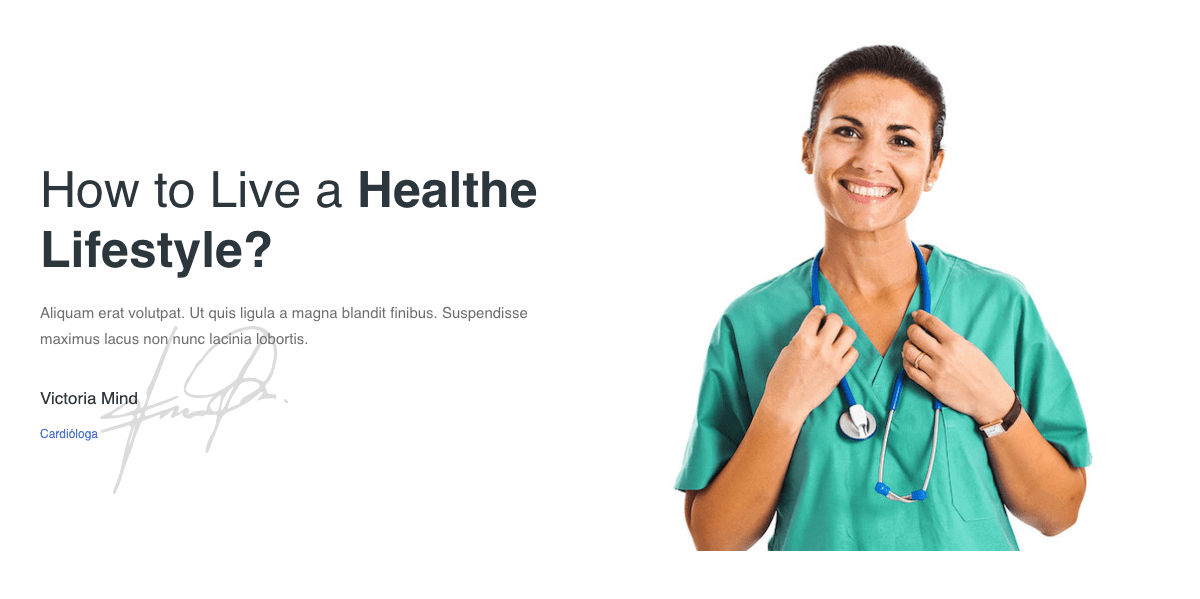 How to Live a Healthe
Lifestyle?
Aliquam erat volutpat. Ut quis ligula a magna blandit finibus. Suspendisse
maximus lacus non nunc lacinia lobortis.
Victoria Mind
Cardióloga